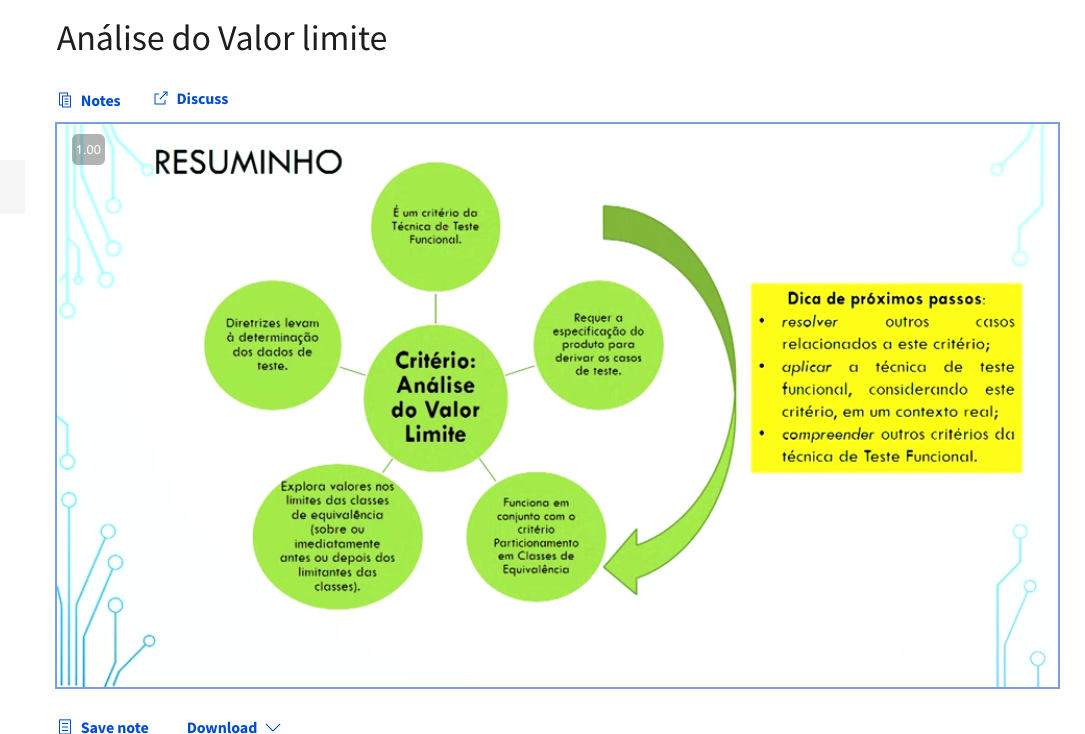 Análise do Valor limite
Notes
Discuss
1.00
RESUMINHO
É um critério da
Técnica de Teste
Funcional.
Requer a
especificação do
produto para
derivar os casos
de teste.
Funciona em
conjunto com o
critério
Particionamento
em Classes de
Equivalência
Explora valores nos
limites das classes
de equivalência
(sobre ou
imediatamente
antes ou depois dos
limitantes das
classes).
Diretrizes levam
à determinação
dos dados de
teste.
Critério:
Análise
do Valor
Limite
Dica de próximos passos:
• resolver outros casos
relacionados a este critério;
• aplicar a técnica de teste
funcional, considerando este
critério, em um contexto real;
• compreender outros critérios da
técnica de Teste Funcional.
Save note
Download